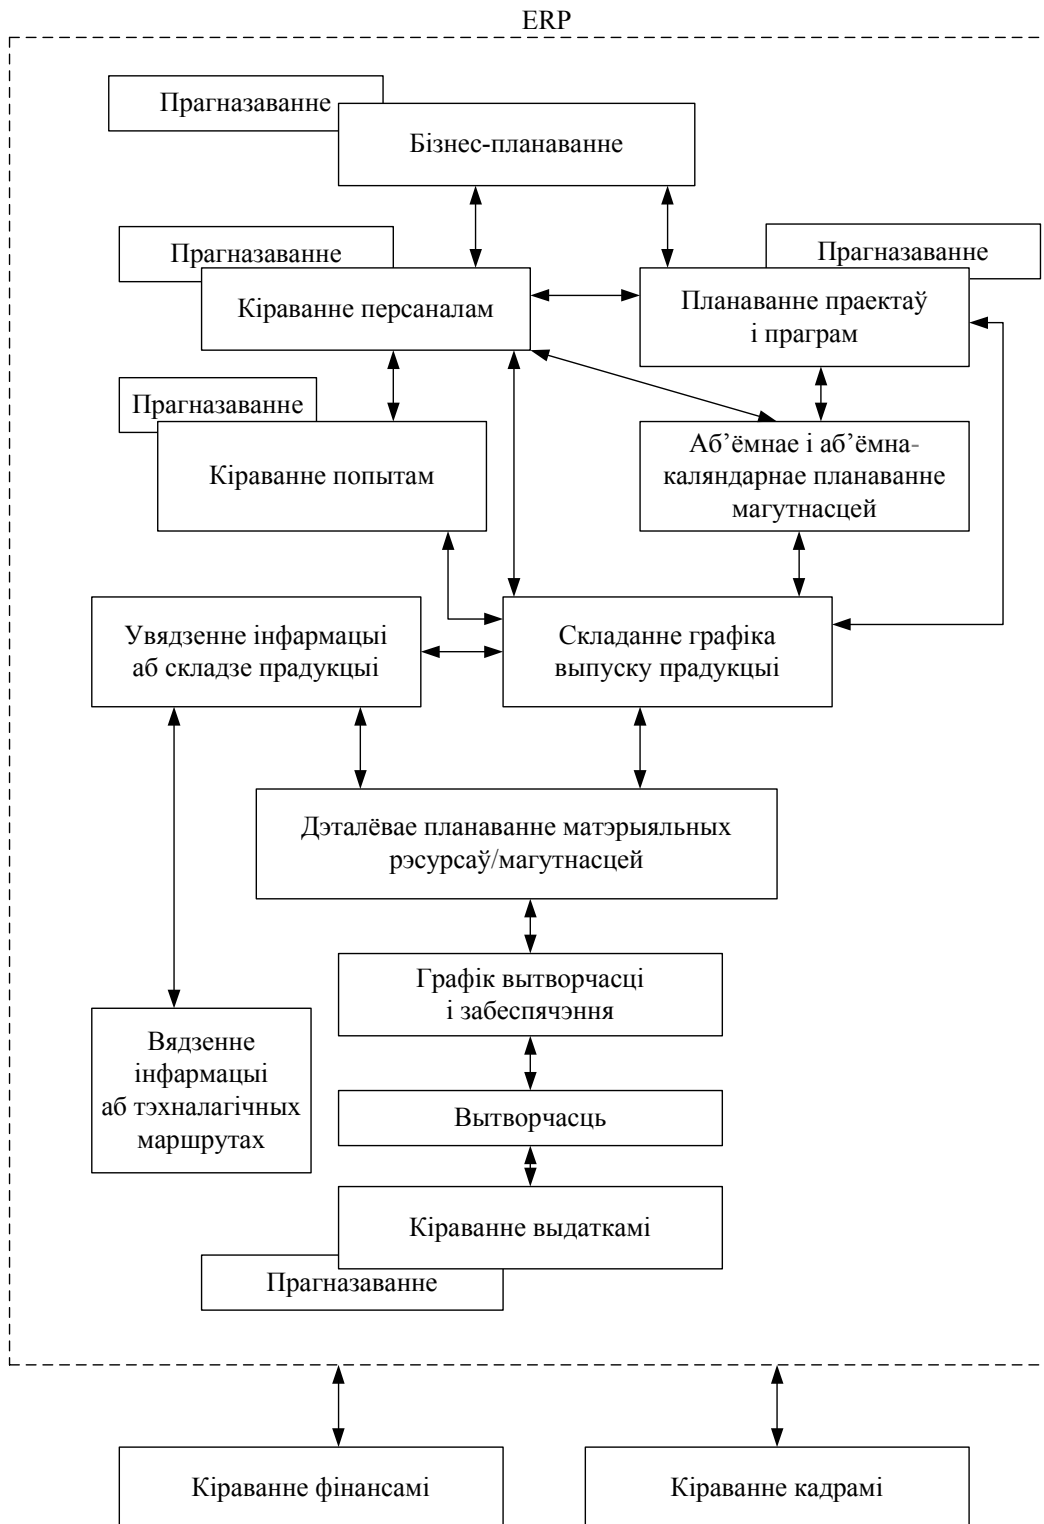 ERP
Прагназаванне
Бізнес-планаванне
Прагназаванне
Прагназаванне
Кіраванне персаналам
Планаванне праектаў
і праграм
Прагназаванне
Кіраванне попытам
Аб’ёмнае і аб’ёмна-
каляндарнае планаванне
магутнасцей
Увядзенне інфармацыі
аб складзе прадукцыі
Складанне графіка
выпуску прадукцыі
Дэталёвае планаванне матэрыяльных
рэсурсаў/магутнасцей
Графік вытворчасці
і забеспячэння
Вядзенне
інфармацыі
аб тэхналагічных
маршрутах
Вытворчасць
Кіраванне выдаткамі
Прагназаванне
Кіраванне фінансамі
Кіраванне кадрамі